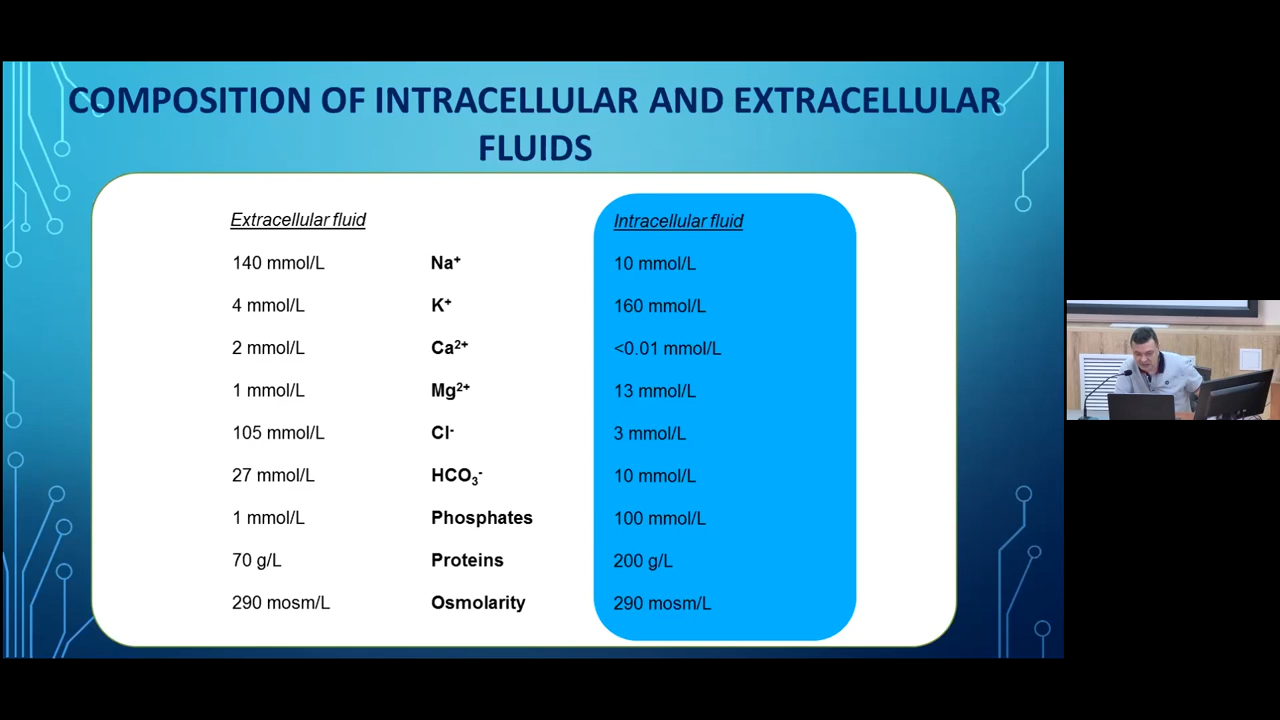 COMPOSITION OF INTRACELLULAR AND EXTRACELLULAR
FLUIDS
Extracellular fluid Intracellular fluid
140 mmol/L Na⁺ 10 mmol/L
4 mmol/L K⁺ 160 mmol/L
2 mmol/L Ca²⁺ <0.01 mmol/L
1 mmol/L Mg²⁺ 13 mmol/L
105 mmol/L Cl⁻ 3 mmol/L
27 mmol/L HCO₃⁻ 10 mmol/L
1 mmol/L Phosphates 100 mmol/L
70 g/L Proteins 200 g/L
290 mosm/L Osmolarity 290 mosm/L